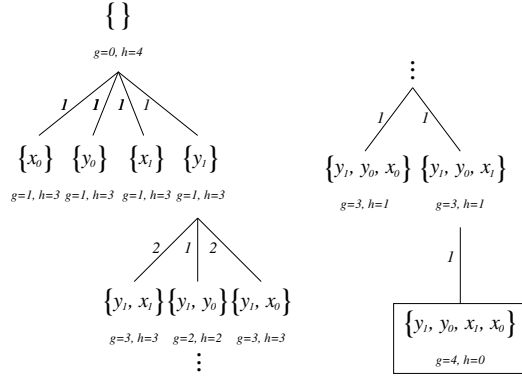 {}
g=0, h=4
1 1 1 1
{x₀} {y₀} {x₁} {y₁}
g=1, h=3 g=1, h=3 g=1, h=3 g=1, h=3
2 1 2
{y₁, x₁} {y₁, y₀} {y₁, x₀}
g=3, h=3 g=2, h=2 g=3, h=3
⋮
⋮
1 1
{y₁, y₀, x₀} {y₁, y₀, x₁}
g=3, h=1 g=3, h=1
1
{y₁, y₀, x₁, x₀}
g=4, h=0